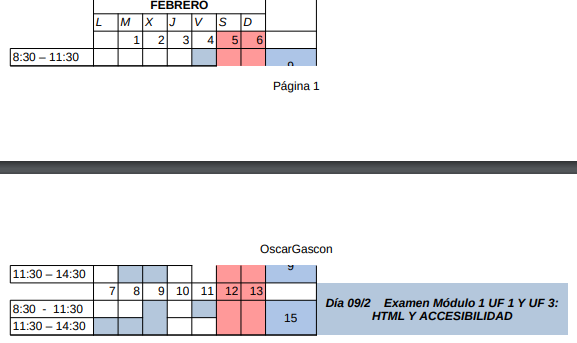 FEBRERO
L M X J V S D
1 2 3 4 5 6
8:30 – 11:30 9
Página 1
OscarGascon
11:30 – 14:30 9
7 8 9 10 11 12 13
8:30 - 11:30
11:30 – 14:30
15
Día 09/2 Examen Módulo 1 UF 1 Y UF 3:
HTML Y ACCESIBILIDAD